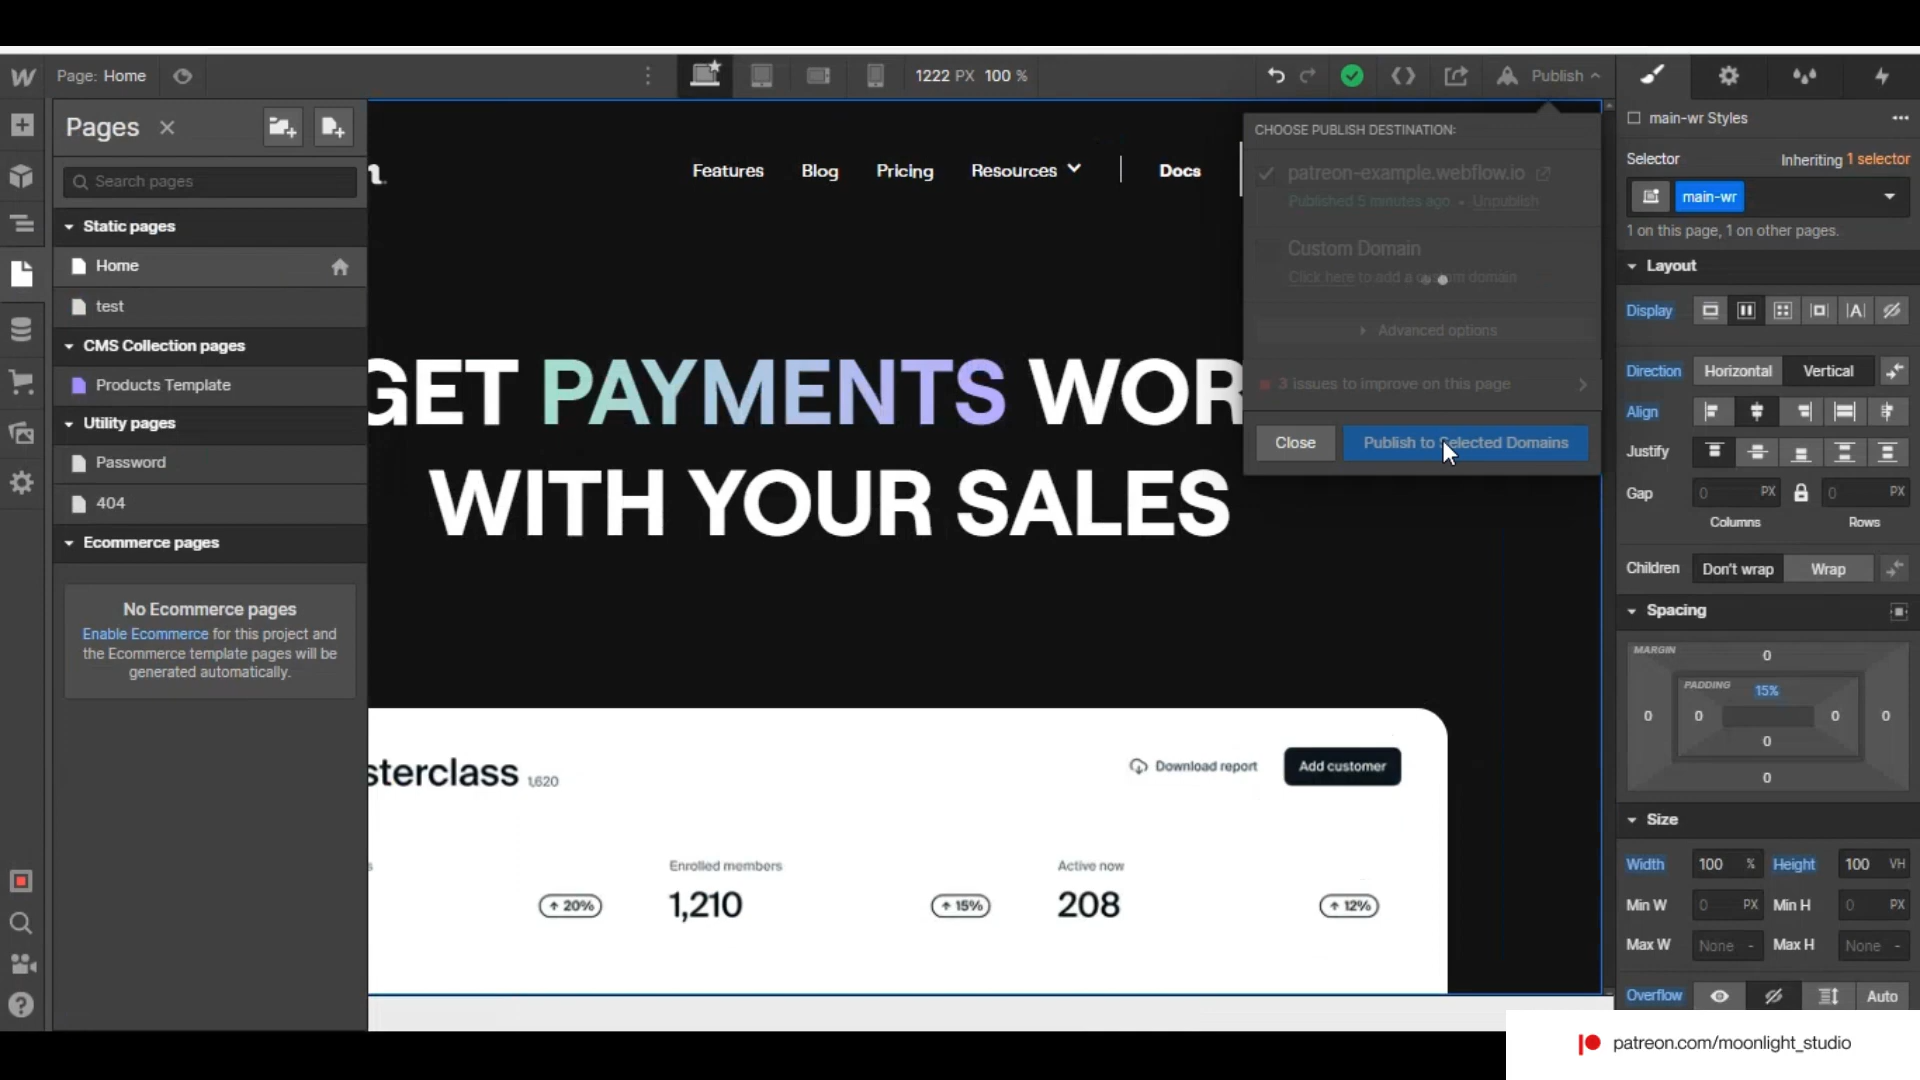 Page: Home
1222 PX 100 %
Publish
Pages
Search pages
Static pages
Home
test
CMS Collection pages
Products Template
Utility pages
Password
404
Ecommerce pages
No Ecommerce pages
Enable Ecommerce for this project and
the Ecommerce template pages will be
generated automatically.
n.
Features
Blog
Pricing
Resources
Docs
GET PAYMENTS WOR
WITH YOUR SALES
sterclass 1,620
Download report
Add customer
s
20%
Enrolled members
1,210
15%
Active now
208
12%
CHOOSE PUBLISH DESTINATION:
patreon-example.webflow.io
Published 5 minutes ago • Unpublish
Custom Domain
Click here to add a custom domain
Advanced options
3 issues to improve on this page
Close
Publish to Selected Domains
main-wr Styles
Selector
Inheriting 1 selector
main-wr
1 on this page, 1 on other pages.
Layout
Display
Direction
Horizontal
Vertical
Align
Justify
Gap
0 PX
0 PX
Columns
Rows
Children
Don't wrap
Wrap
Spacing
MARGIN
0
PADDING
15%
0
0
0
0
0
0
Size
Width
100 %
Height
100 VH
Min W
0 PX
Min H
0 PX
Max W
None -
Max H
None -
Overflow
Auto
patreon.com/moonlight_studio